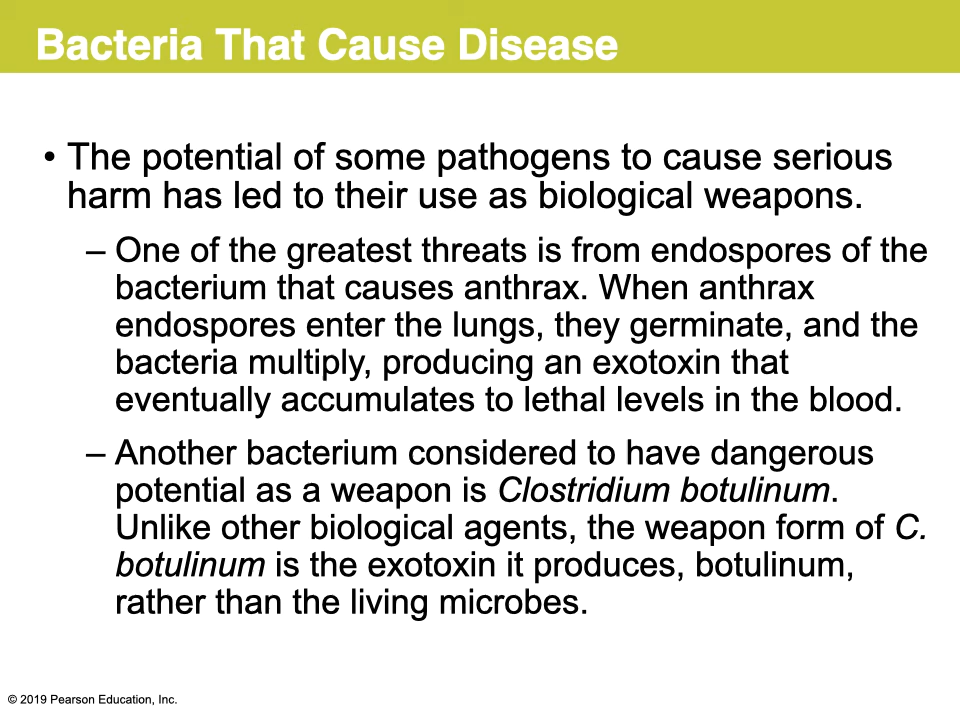 Bacteria That Cause Disease
• The potential of some pathogens to cause serious
harm has led to their use as biological weapons.
– One of the greatest threats is from endospores of the
bacterium that causes anthrax. When anthrax
endospores enter the lungs, they germinate, and the
bacteria multiply, producing an exotoxin that
eventually accumulates to lethal levels in the blood.
– Another bacterium considered to have dangerous
potential as a weapon is Clostridium botulinum.
Unlike other biological agents, the weapon form of C.
botulinum is the exotoxin it produces, botulinum,
rather than the living microbes.
© 2019 Pearson Education, Inc.